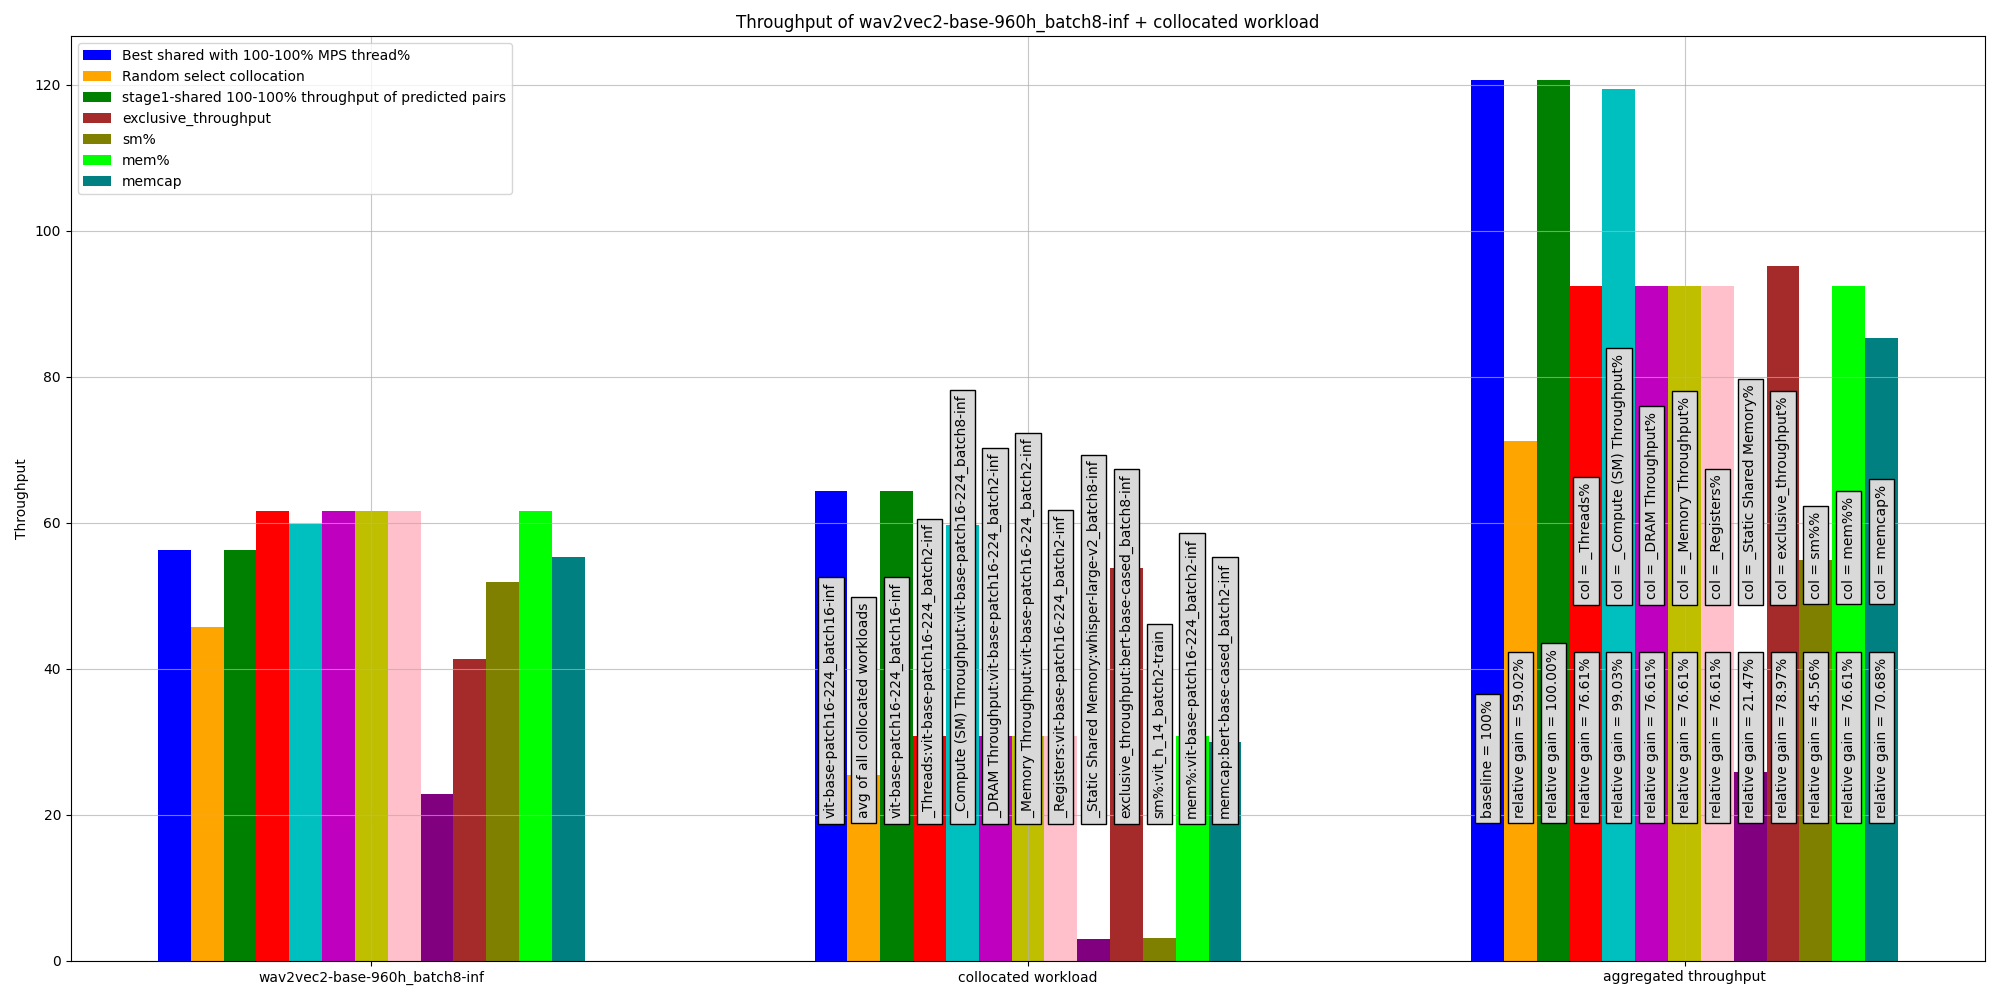 Throughput of wav2vec2-base-960h_batch8-inf + collocated workload
Best shared with 100-100% MPS thread%
Random select collocation
stage1-shared 100-100% throughput of predicted pairs
exclusive_throughput
sm%
mem%
memcap
Throughput
120
100
80
60
40
20
0
vit-base-patch16-224_batch16-inf
avg of all collocated workloads
vit-base-patch16-224_batch16-inf
_Threads:vit-base-patch16-224_batch2-inf
_Compute (SM) Throughput:vit-base-patch16-224_batch8-inf
_DRAM Throughput:vit-base-patch16-224_batch2-inf
_Memory Throughput:vit-base-patch16-224_batch2-inf
_Registers:vit-base-patch16-224_batch2-inf
_Static Shared Memory:whisper-large-v2_batch8-inf
exclusive_throughput:bert-base-cased_batch8-inf
sm%:vit_h_14_batch2-train
mem%:vit-base-patch16-224_batch2-inf
memcap:bert-base-cased_batch2-inf
col = _Threads%
col = _Compute (SM) Throughput%
col = _DRAM Throughput%
col = _Memory Throughput%
col = _Registers%
col = _Static Shared Memory%
col = exclusive_throughput%
col = sm%%
col = mem%%
col = memcap%
baseline = 100%
relative gain = 59.02%
relative gain = 100.00%
relative gain = 76.61%
relative gain = 99.03%
relative gain = 76.61%
relative gain = 76.61%
relative gain = 76.61%
relative gain = 21.47%
relative gain = 78.97%
relative gain = 45.56%
relative gain = 76.61%
relative gain = 70.68%
wav2vec2-base-960h_batch8-inf
collocated workload
aggregated throughput